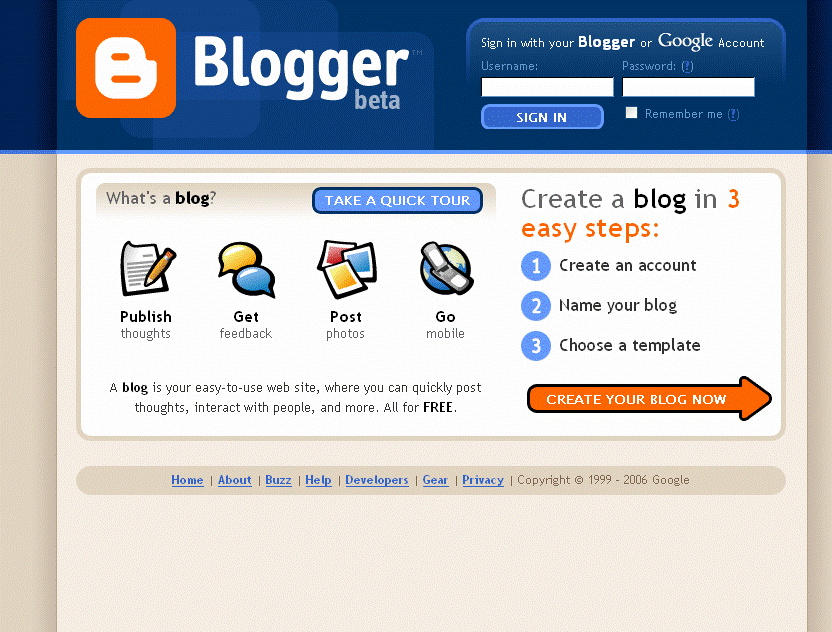 Blogger™
beta
Sign in with your Blogger or Google Account
Username:
Password: (?)
SIGN IN
Remember me (?)
What's a blog?
TAKE A QUICK TOUR
Publish
thoughts
Get
feedback
Post
photos
Go
mobile
A blog is your easy-to-use web site, where you can quickly post
thoughts, interact with people, and more. All for FREE.
Create a blog in 3
easy steps:
1 Create an account
2 Name your blog
3 Choose a template
CREATE YOUR BLOG NOW
Home | About | Buzz | Help | Developers | Gear | Privacy | Copyright © 1999 - 2006 Google